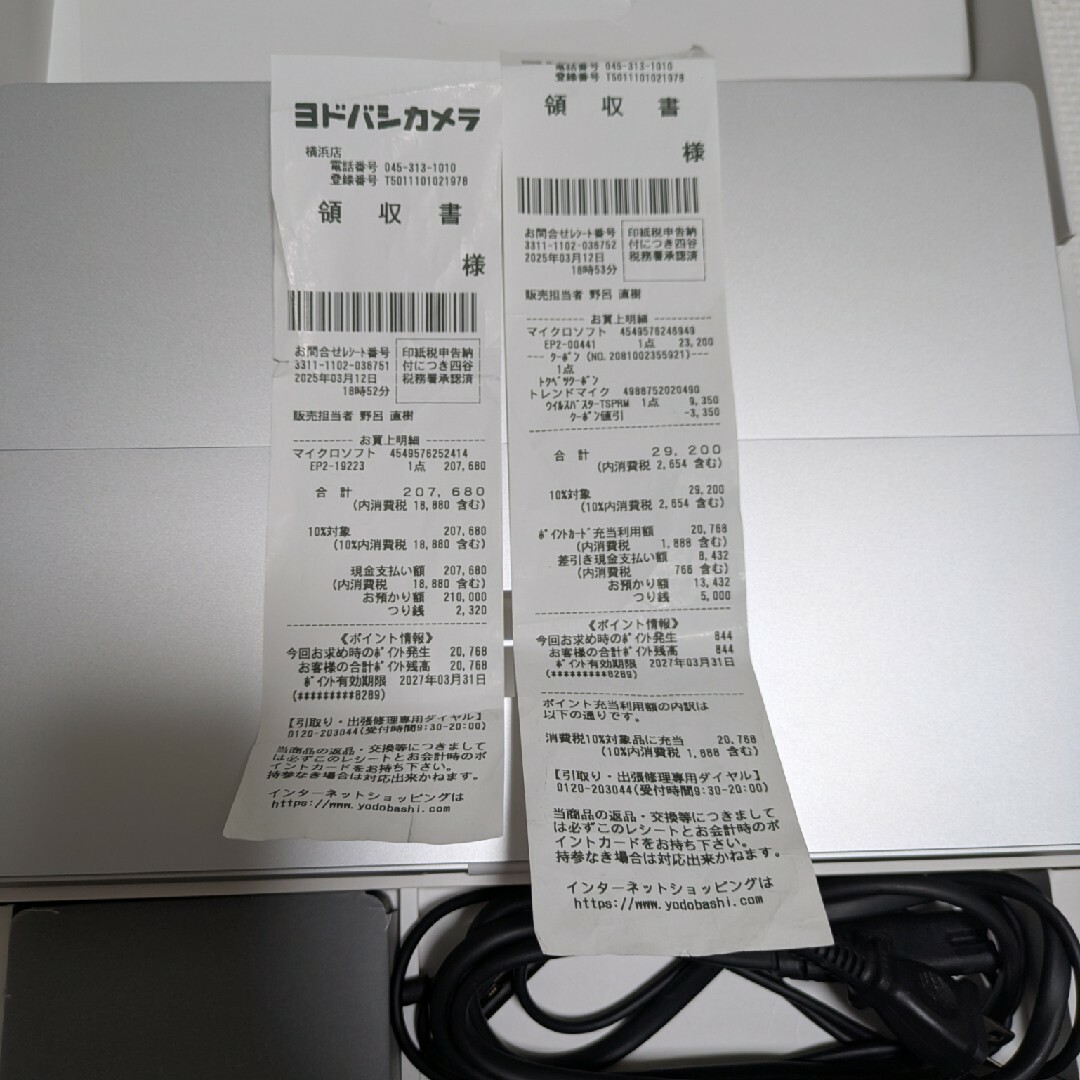 ヨドバシカメラ
横浜店
電話番号 045-313-1010
登録番号 T5011101021978
領 収 書
様
お問合せﾚｼｰﾄ番号
3311-1102-036751
2025年03月12日
18時52分
印紙税申告納
付につき四谷
税務署承認済
販売担当者 野呂 直樹
---------- お買上明細 ----------
マイクロソフト 4549576252414
EP2-19223 1点 207,680
合 計 207,680
(内消費税 18,880 含む)
10%対象 207,680
(10%内消費税 18,880 含む)
現金支払い額 207,680
(内消費税 18,880 含む)
お預かり額 210,000
つり銭 2,320
《ポイント情報》
今回お求め時のﾎﾟｲﾝﾄ発生 20,768
お客様の合計ﾎﾟｲﾝﾄ残高 20,768
ﾎﾟｲﾝﾄ有効期限 2027年03月31日
(*********8289)
【引取り・出張修理専用ダイヤル】
0120-203044(受付時間9:30-20:00)
当商品の返品・交換等につきまして
は必ずこのレシートとお会計時のポ
イントカードをお持ち下さい。
持参なき場合は対応出来かねます。
インターネットショッピングは
https://www.yodobashi.com
電話番号 045-313-1010
登録番号 T5011101021978
領 収 書
様
お問合せﾚｼｰﾄ番号
3311-1102-036752
2025年03月12日
18時53分
印紙税申告納
付につき四谷
税務署承認済
販売担当者 野呂 直樹
---------- お買上明細 ----------
マイクロソフト 4549576246949
EP2-00441 1点 23,200
--- ｸｰﾎﾟﾝ (NO. 2081002355921)---
1点
ﾄｸﾍﾞﾂｸｰﾎﾟﾝ
トレンドマイク 4988752020490
ｳｲﾙｽﾊﾞｽﾀｰTSPRM 1点 9,350
ｸｰﾎﾟﾝ値引 -3,350
合 計 29,200
(内消費税 2,654 含む)
10%対象 29,200
(10%内消費税 2,654 含む)
ﾎﾟｲﾝﾄｶｰﾄﾞ充当利用額 20,768
(内消費税 1,888 含む)
差引き現金支払い額 8,432
(内消費税 766 含む)
お預かり額 13,432
つり銭 5,000
《ポイント情報》
今回お求め時のﾎﾟｲﾝﾄ発生 844
お客様の合計ﾎﾟｲﾝﾄ残高 844
ﾎﾟｲﾝﾄ有効期限 2027年03月31日
(*********8289)
ポイント充当利用額の内訳は
以下の通りです。
消費税10%対象品に充当 20,768
(10%内消費税 1,888 含む)
【引取り・出張修理専用ダイヤル】
0120-203044(受付時間9:30-20:00)
当商品の返品・交換等につきまして
は必ずこのレシートとお会計時のポ
イントカードをお持ち下さい。
持参なき場合は対応出来かねます。
インターネットショッピングは
https://www.yodobashi.com